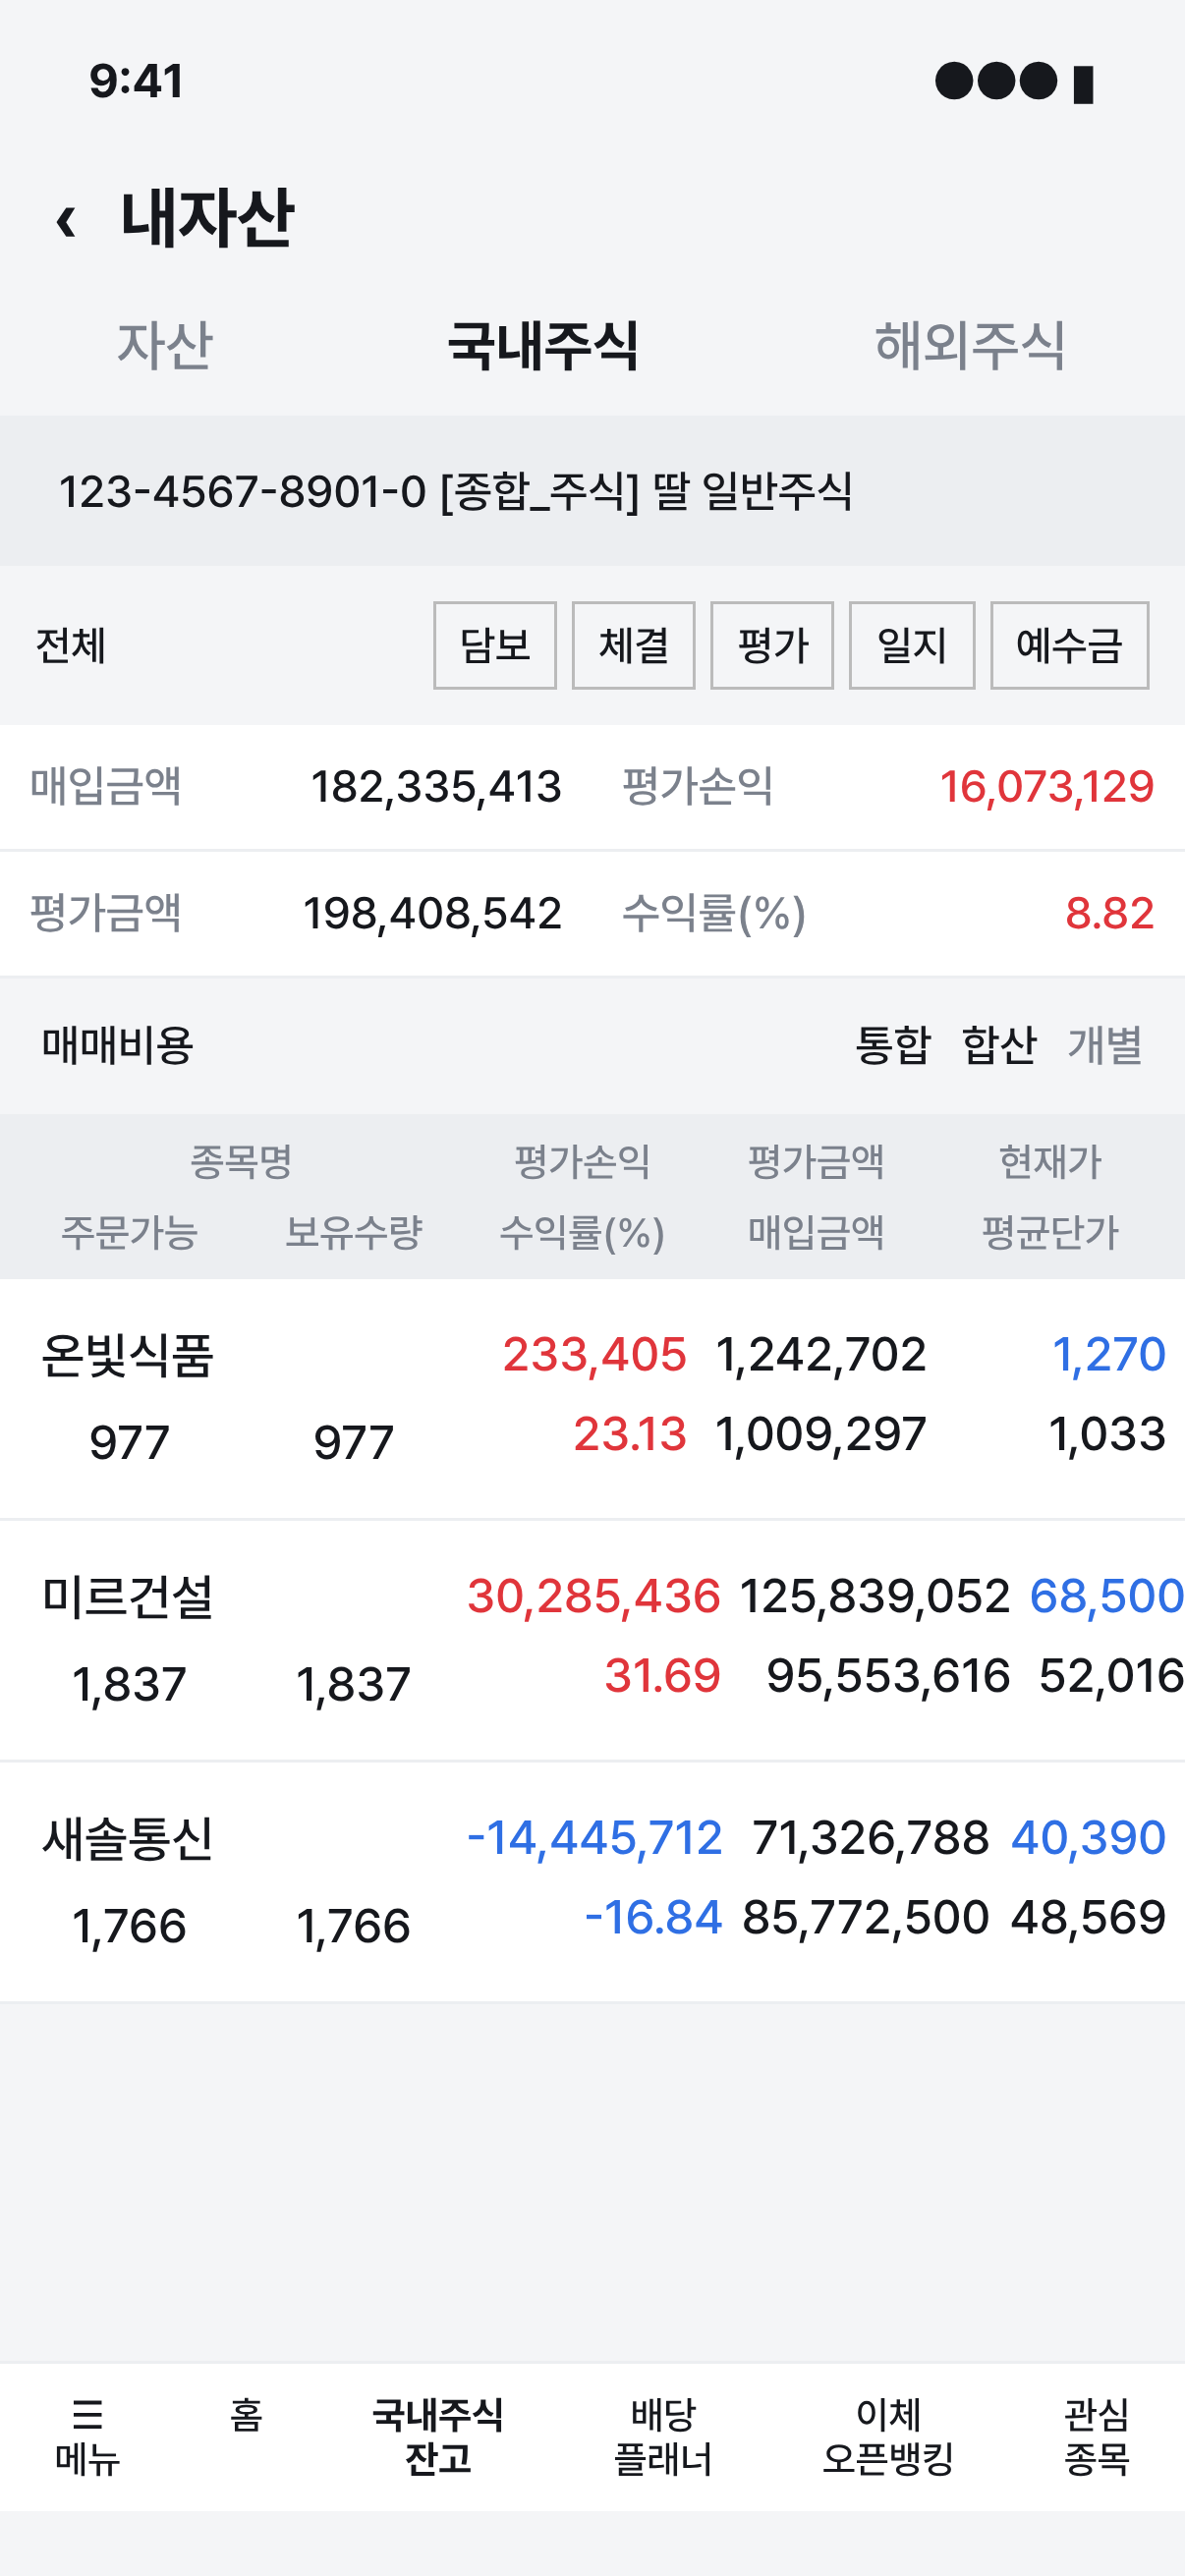 9:41
‹ 내자산
자산 국내주식 해외주식
123-4567-8901-0 [종합_주식] 딸 일반주식
전체 담보 체결 평가 일지 예수금
매입금액 182,335,413 평가손익 16,073,129
평가금액 198,408,542 수익률(%) 8.82
매매비용 통합 합산 개별
종목명 평가손익 평가금액 현재가
주문가능 보유수량 수익률(%) 매입금액 평균단가
온빛식품 233,405 1,242,702 1,270
977 977 23.13 1,009,297 1,033
미르건설 30,285,436 125,839,052 68,500
1,837 1,837 31.69 95,553,616 52,016
새솔통신 -14,445,712 71,326,788 40,390
1,766 1,766 -16.84 85,772,500 48,569
☰ 홈 국내주식 배당 이체 관심
메뉴 잔고 플래너 오픈뱅킹 종목